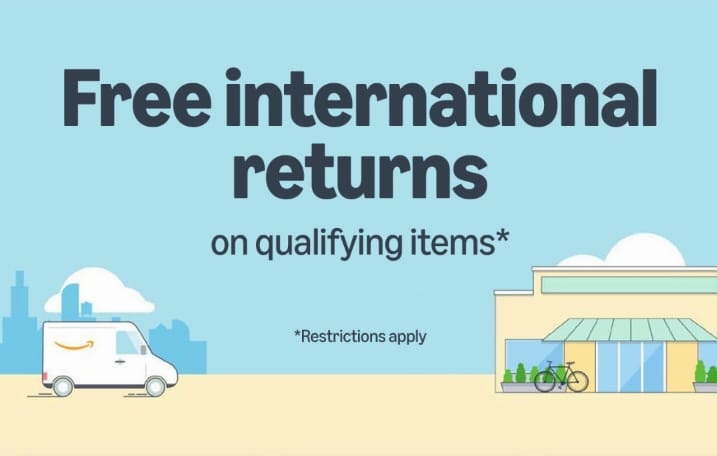 Free international
returns
on qualifying items*
*Restrictions apply